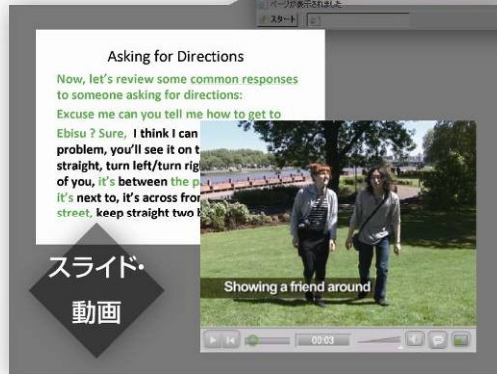 ページが表示されました
スタート
Asking for Directions
Now, let's review some common responses
to someone asking for directions:
Excuse me can you tell me how to get to
Ebisu ? Sure, I think I can
problem, you'll see it on t
straight, turn left/turn rig
of you, it's between the p
it's next to, it's across from
street, keep straight two
スライド・
動画
Showing a friend around
00:03